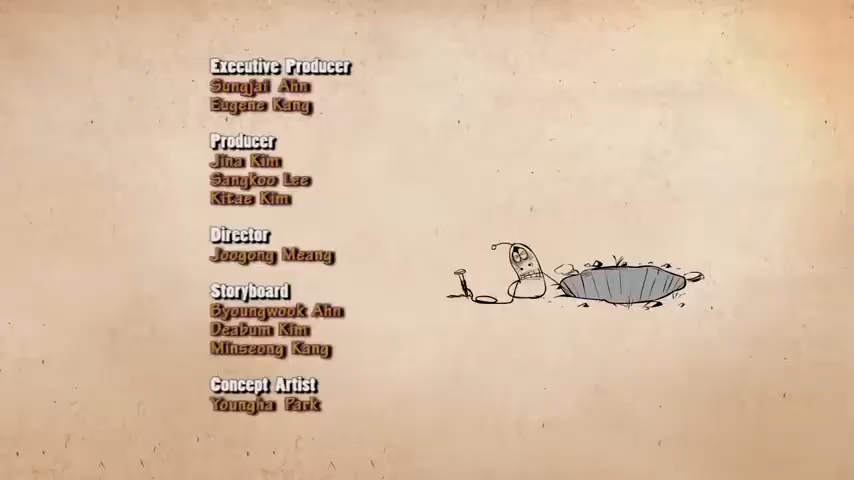 Executive Producer
Sungjai Ahn
Eugene Kang
Producer
Jina Kim
Sangkoo Lee
Kitae Kim
Director
Joogong Meang
Storyboard
Byoungwook Ahn
Deabum Kim
Minseong Kang
Concept Artist
Youngha Park